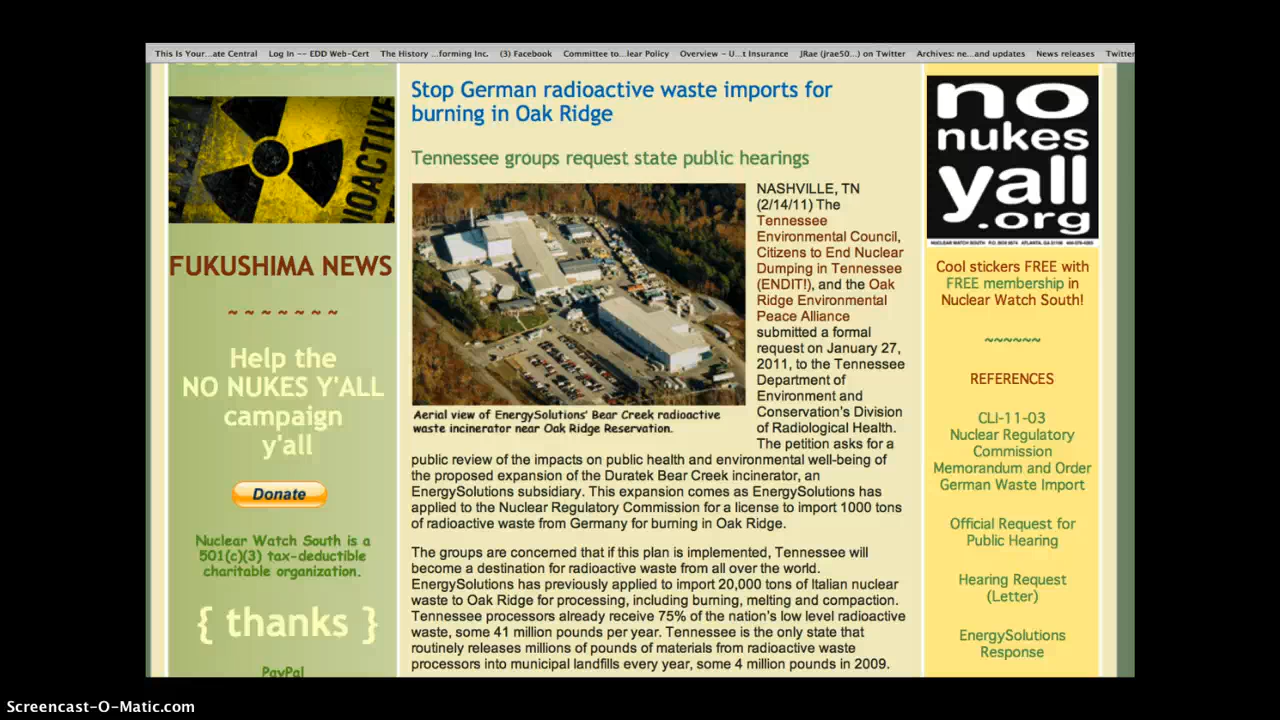 This Is Your...ate Central Log In -- EDD Web-Cert The History ...forming Inc. (3) Facebook Committee to...lear Policy Overview - U...t Insurance JRae (jrae50...) on Twitter Archives: ne...and updates News releases Twitter
RADIOACTIVE
FUKUSHIMA NEWS
~ ~ ~ ~ ~ ~ ~
Help the
NO NUKES Y'ALL
campaign
y'all
Donate
Nuclear Watch South is a
501(c)(3) tax-deductible
charitable organization.
{ thanks }
PayPal
Stop German radioactive waste imports for
burning in Oak Ridge
Tennessee groups request state public hearings
Aerial view of EnergySolutions' Bear Creek radioactive
waste incinerator near Oak Ridge Reservation.
NASHVILLE, TN
(2/14/11) The
Tennessee
Environmental Council,
Citizens to End Nuclear
Dumping in Tennessee
(ENDIT!), and the Oak
Ridge Environmental
Peace Alliance
submitted a formal
request on January 27,
2011, to the Tennessee
Department of
Environment and
Conservation's Division
of Radiological Health.
The petition asks for a
public review of the impacts on public health and environmental well-being of
the proposed expansion of the Duratek Bear Creek incinerator, an
EnergySolutions subsidiary. This expansion comes as EnergySolutions has
applied to the Nuclear Regulatory Commission for a license to import 1000 tons
of radioactive waste from Germany for burning in Oak Ridge.
The groups are concerned that if this plan is implemented, Tennessee will
become a destination for radioactive waste from all over the world.
EnergySolutions has previously applied to import 20,000 tons of Italian nuclear
waste to Oak Ridge for processing, including burning, melting and compaction.
Tennessee processors already receive 75% of the nation's low level radioactive
waste, some 41 million pounds per year. Tennessee is the only state that
routinely releases millions of pounds of materials from radioactive waste
processors into municipal landfills every year, some 4 million pounds in 2009.
no
nukes
yall
.org
NUCLEAR WATCH SOUTH P.O. BOX 8574 ATLANTA, GA 31106
Cool stickers FREE with
FREE membership in
Nuclear Watch South!
~~~~~~
REFERENCES
CLI-11-03
Nuclear Regulatory
Commission
Memorandum and Order
German Waste Import
Official Request for
Public Hearing
Hearing Request
(Letter)
EnergySolutions
Response
Screencast-O-Matic.com